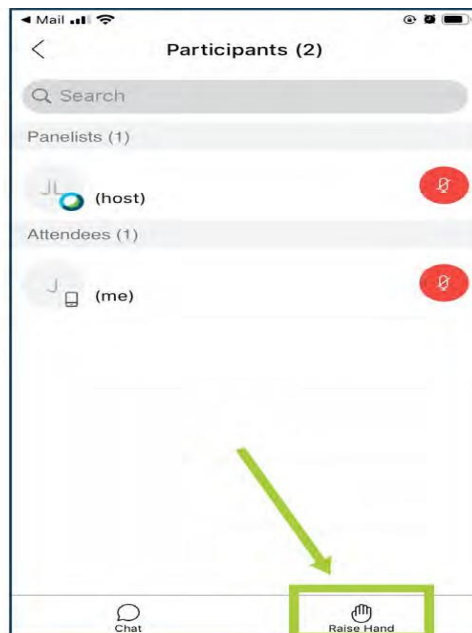 Mail
Participants (2)
Search
Panelists (1)
JL
(host)
Attendees (1)
J
(me)
Chat
Raise Hand